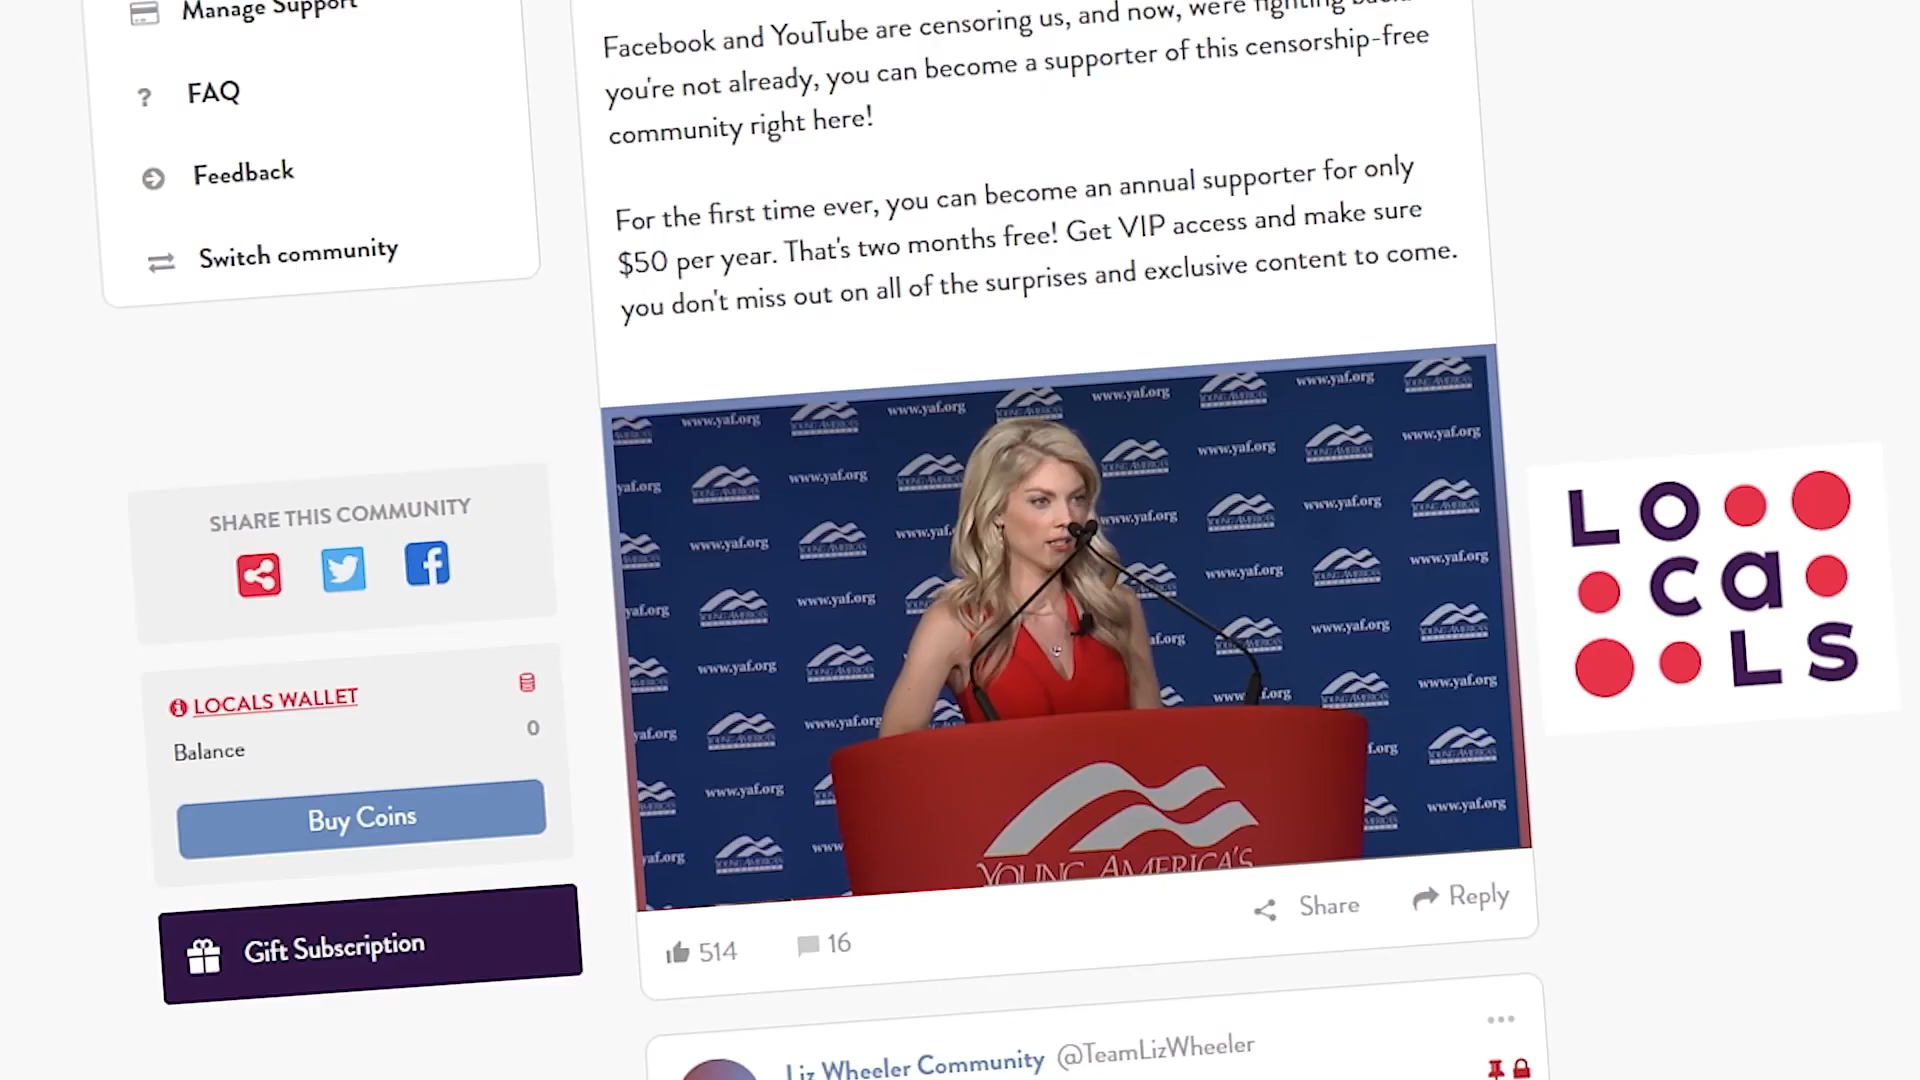 Manage Support
FAQ
Feedback
Switch community
SHARE THIS COMMUNITY
LOCALS WALLET
0
Balance
Buy Coins
Gift Subscription
Facebook and YouTube are censoring us, and now, we're fighting
you're not already, you can become a supporter of this censorship-free
community right here!
For the first time ever, you can become an annual supporter for only
$50 per year. That's two months free! Get VIP access and make sure
you don't miss out on all of the surprises and exclusive content to come.
www.yaf.org
YOUNG AMERICA'S
514
16
Share
Reply
Liz Wheeler Community @TeamLizWheeler
LOCALS